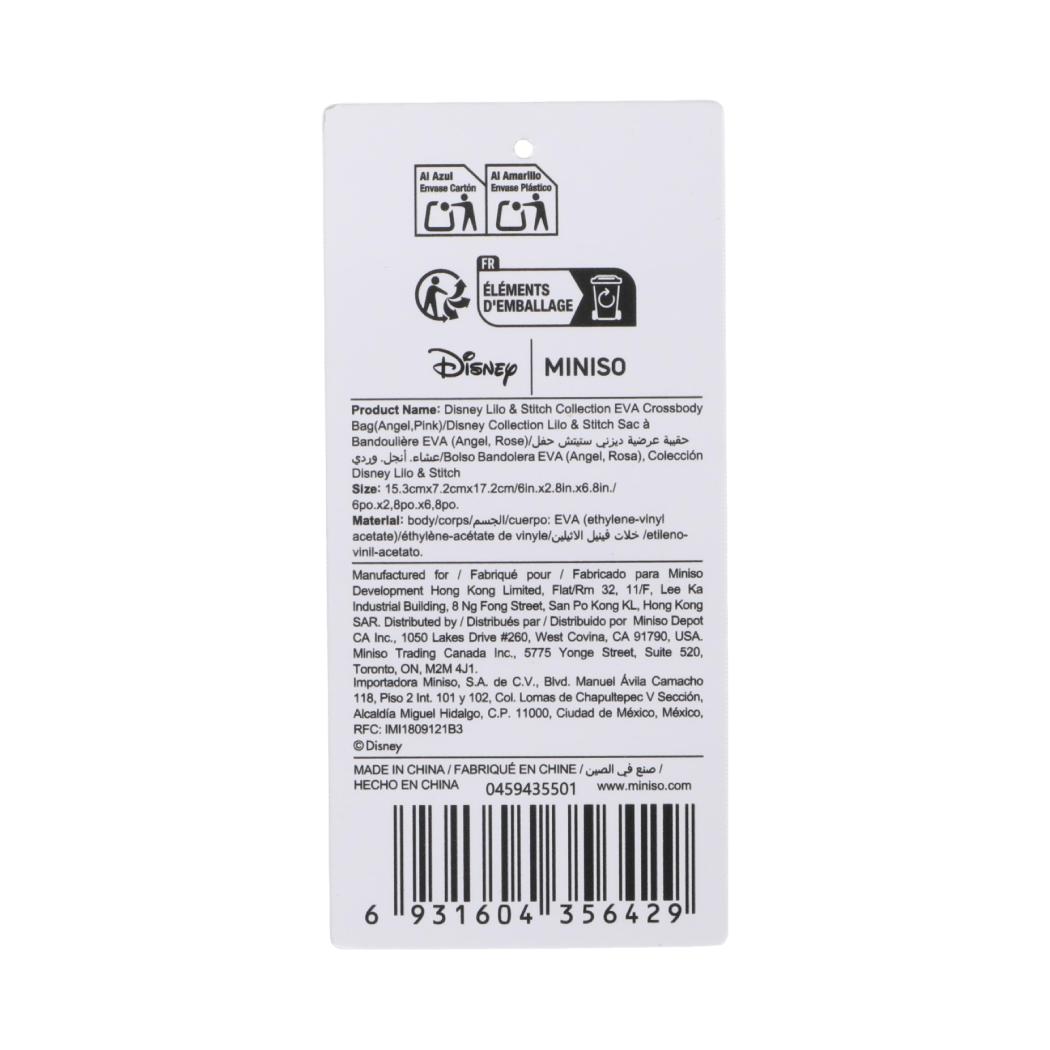 Al Azul
Envase Cartón
Al Amarillo
Envase Plástico
FR
ÉLÉMENTS
D'EMBALLAGE
Disney | MINISO
Product Name: Disney Lilo & Stitch Collection EVA Crossbody
Bag(Angel,Pink)/Disney Collection Lilo & Stitch Sac à
Bandoulière EVA (Angel, Rose)/حقيبة عرضية ديزني ستيتش حفل
عشاء. أنجل. وردي/Bolso Bandolera EVA (Angel, Rosa), Colección
Disney Lilo & Stitch
Size: 15.3cmx7.2cmx17.2cm/6in.x2.8in.x6.8in./
6po.x2,8po.x6,8po.
Material: body/corps/الجسم/cuerpo: EVA (ethylene-vinyl
acetate)/éthylène-acétate de vinyle/خلات فينيل الاثيلين /etileno-
vinil-acetato.
Manufactured for / Fabriqué pour / Fabricado para Miniso
Development Hong Kong Limited, Flat/Rm 32, 11/F, Lee Ka
Industrial Building, 8 Ng Fong Street, San Po Kong KL, Hong Kong
SAR. Distributed by / Distribués par / Distribuido por Miniso Depot
CA Inc., 1050 Lakes Drive #260, West Covina, CA 91790, USA.
Miniso Trading Canada Inc., 5775 Yonge Street, Suite 520,
Toronto, ON, M2M 4J1.
Importadora Miniso, S.A. de C.V., Blvd. Manuel Ávila Camacho
118, Piso 2 Int. 101 y 102, Col. Lomas de Chapultepec V Sección,
Alcaldía Miguel Hidalgo, C.P. 11000, Ciudad de México, México,
RFC: IMI1809121B3
©Disney
MADE IN CHINA / FABRIQUÉ EN CHINE / صنع في الصين /
HECHO EN CHINA 0459435501 www.miniso.com
6 931604 356429